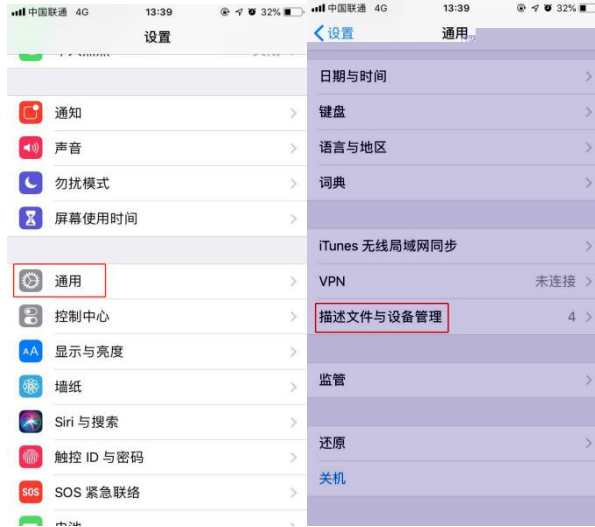 中国联通 4G 13:39 32%
设置
通知
声音
勿扰模式
屏幕使用时间
通用
控制中心
AA 显示与亮度
墙纸
Siri 与搜索
触控 ID 与密码
SOS SOS 紧急联络
中国联通 4G 13:39 32%
设置 通用
日期与时间
键盘
语言与地区
词典
iTunes 无线局域网同步
VPN 未连接
描述文件与设备管理 4
监管
还原
关机